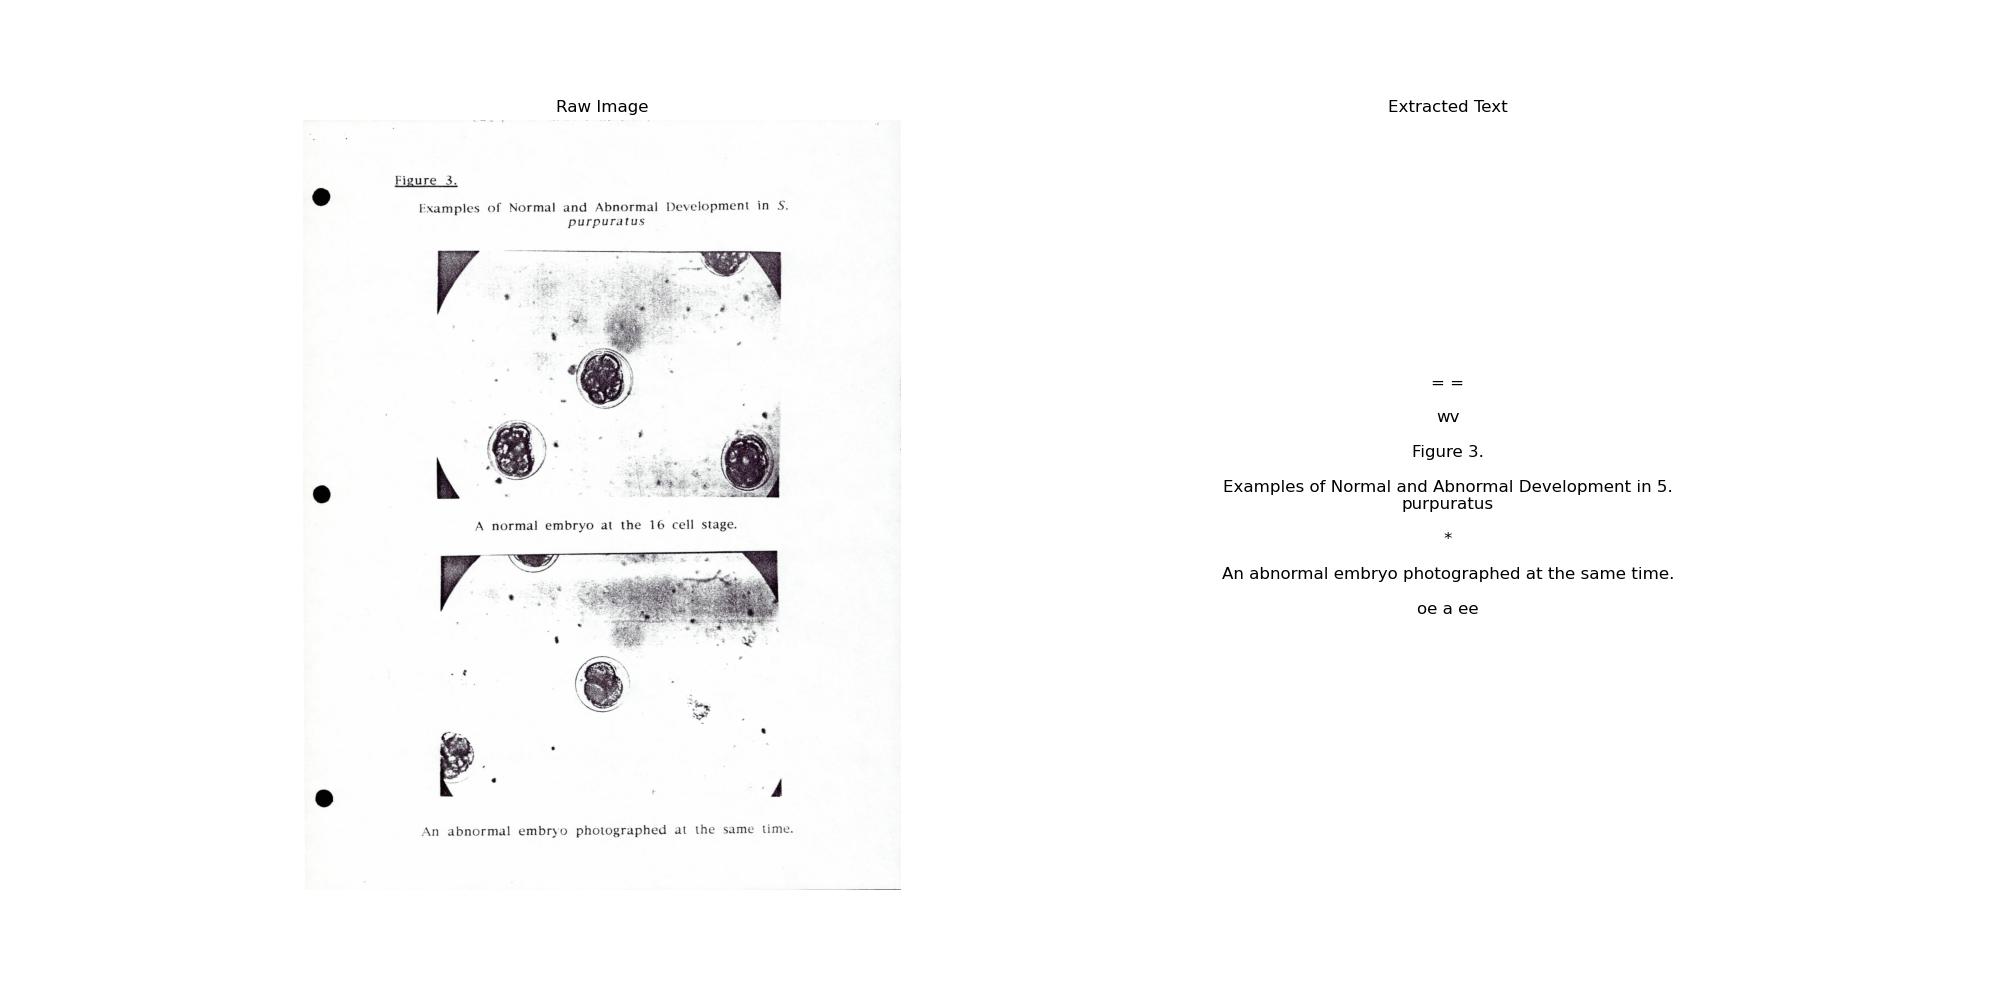 Raw Image
Figure 3.
Examples of Normal and Abnormal Development in S.
purpuratus
A normal embryo at the 16 cell stage.
An abnormal embryo photographed at the same time.
Extracted Text
= =
wv
Figure 3.
Examples of Normal and Abnormal Development in 5.
purpuratus
*
An abnormal embryo photographed at the same time.
oe a ee